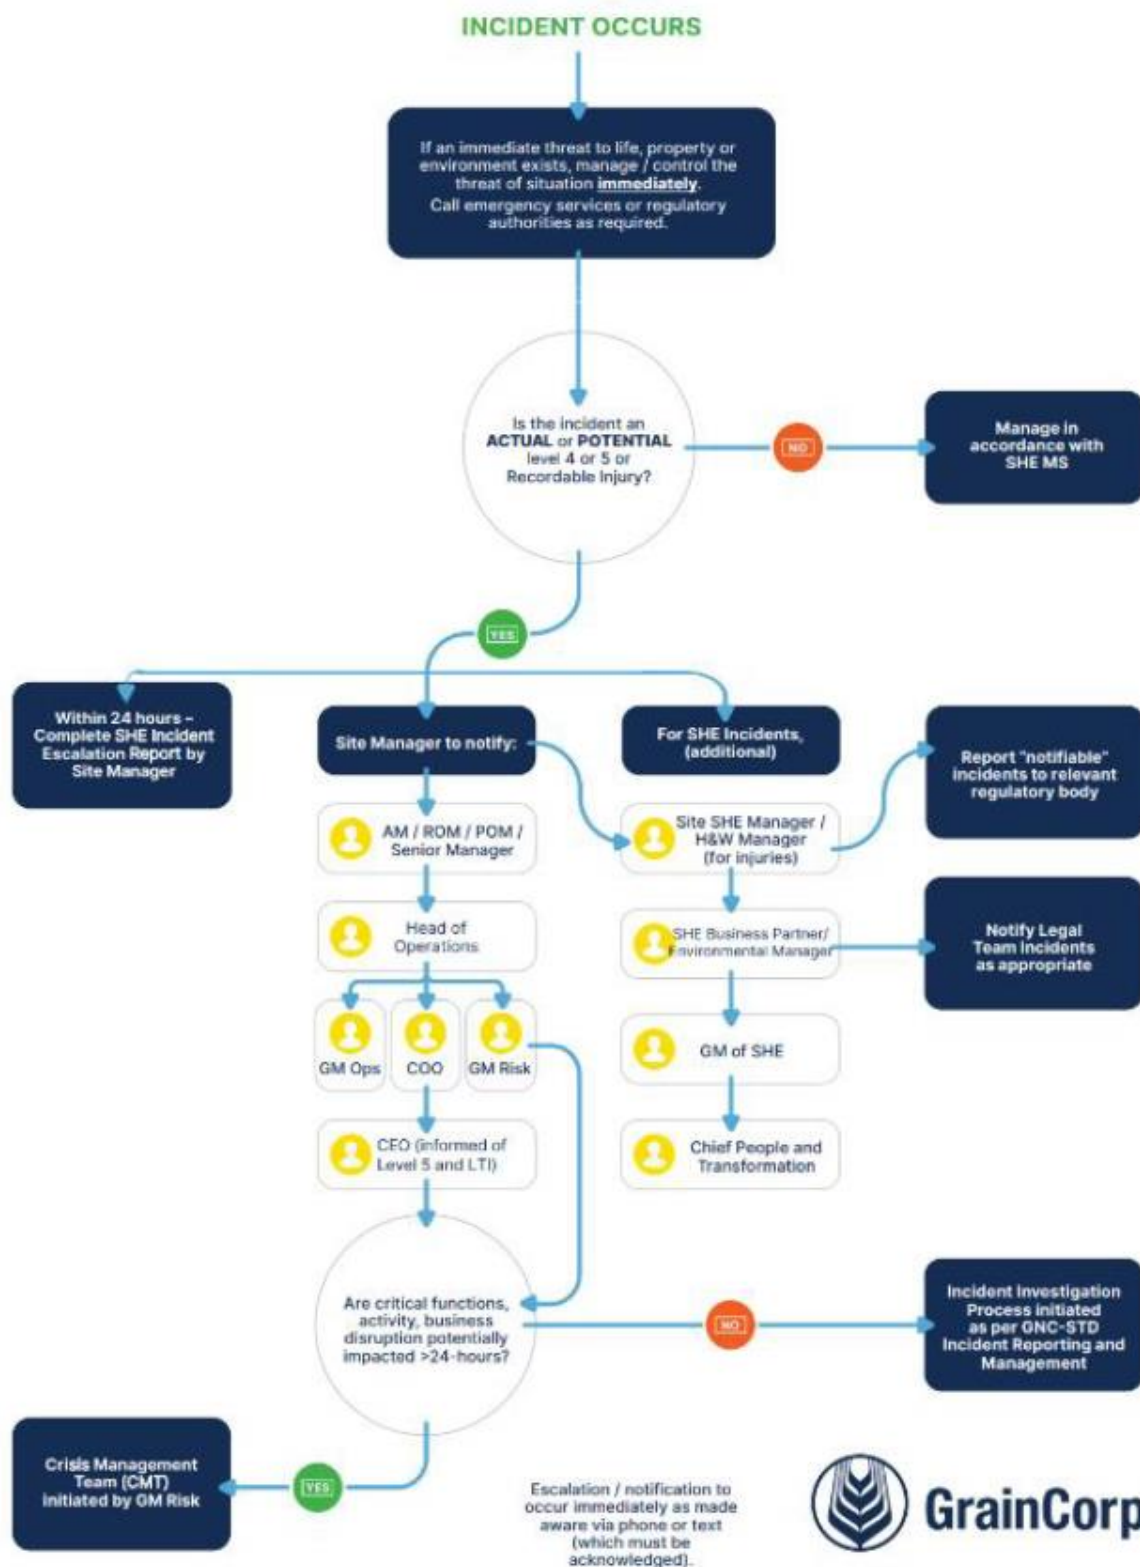 INCIDENT OCCURS
If an immediate threat to life, property or
environment exists, manage / control the
threat of situation immediately.
Call emergency services or regulatory
authorities as required.
Is the incident an
ACTUAL or POTENTIAL
level 4 or 5 or
Recordable Injury?
NO
Manage in
accordance with
SHE MS
YES
Within 24 hours –
Complete SHE Incident
Escalation Report by
Site Manager
Site Manager to notify:
For SHE Incidents,
(additional)
Report "notifiable"
incidents to relevant
regulatory body
AM / ROM / POM /
Senior Manager
Site SHE Manager /
H&W Manager
(for injuries)
Head of
Operations
SHE Business Partner/
Environmental Manager
Notify Legal
Team Incidents
as appropriate
GM Ops
COO
GM Risk
GM of SHE
CEO (informed of
Level 5 and LTI)
Chief People and
Transformation
Are critical functions,
activity, business
disruption potentially
impacted >24-hours?
NO
Incident Investigation
Process initiated
as per GNC-STD
Incident Reporting and
Management
Crisis Management
Team (CMT)
initiated by GM Risk
YES
Escalation / notification to
occur immediately as made
aware via phone or text
(which must be
acknowledged).
GrainCorp